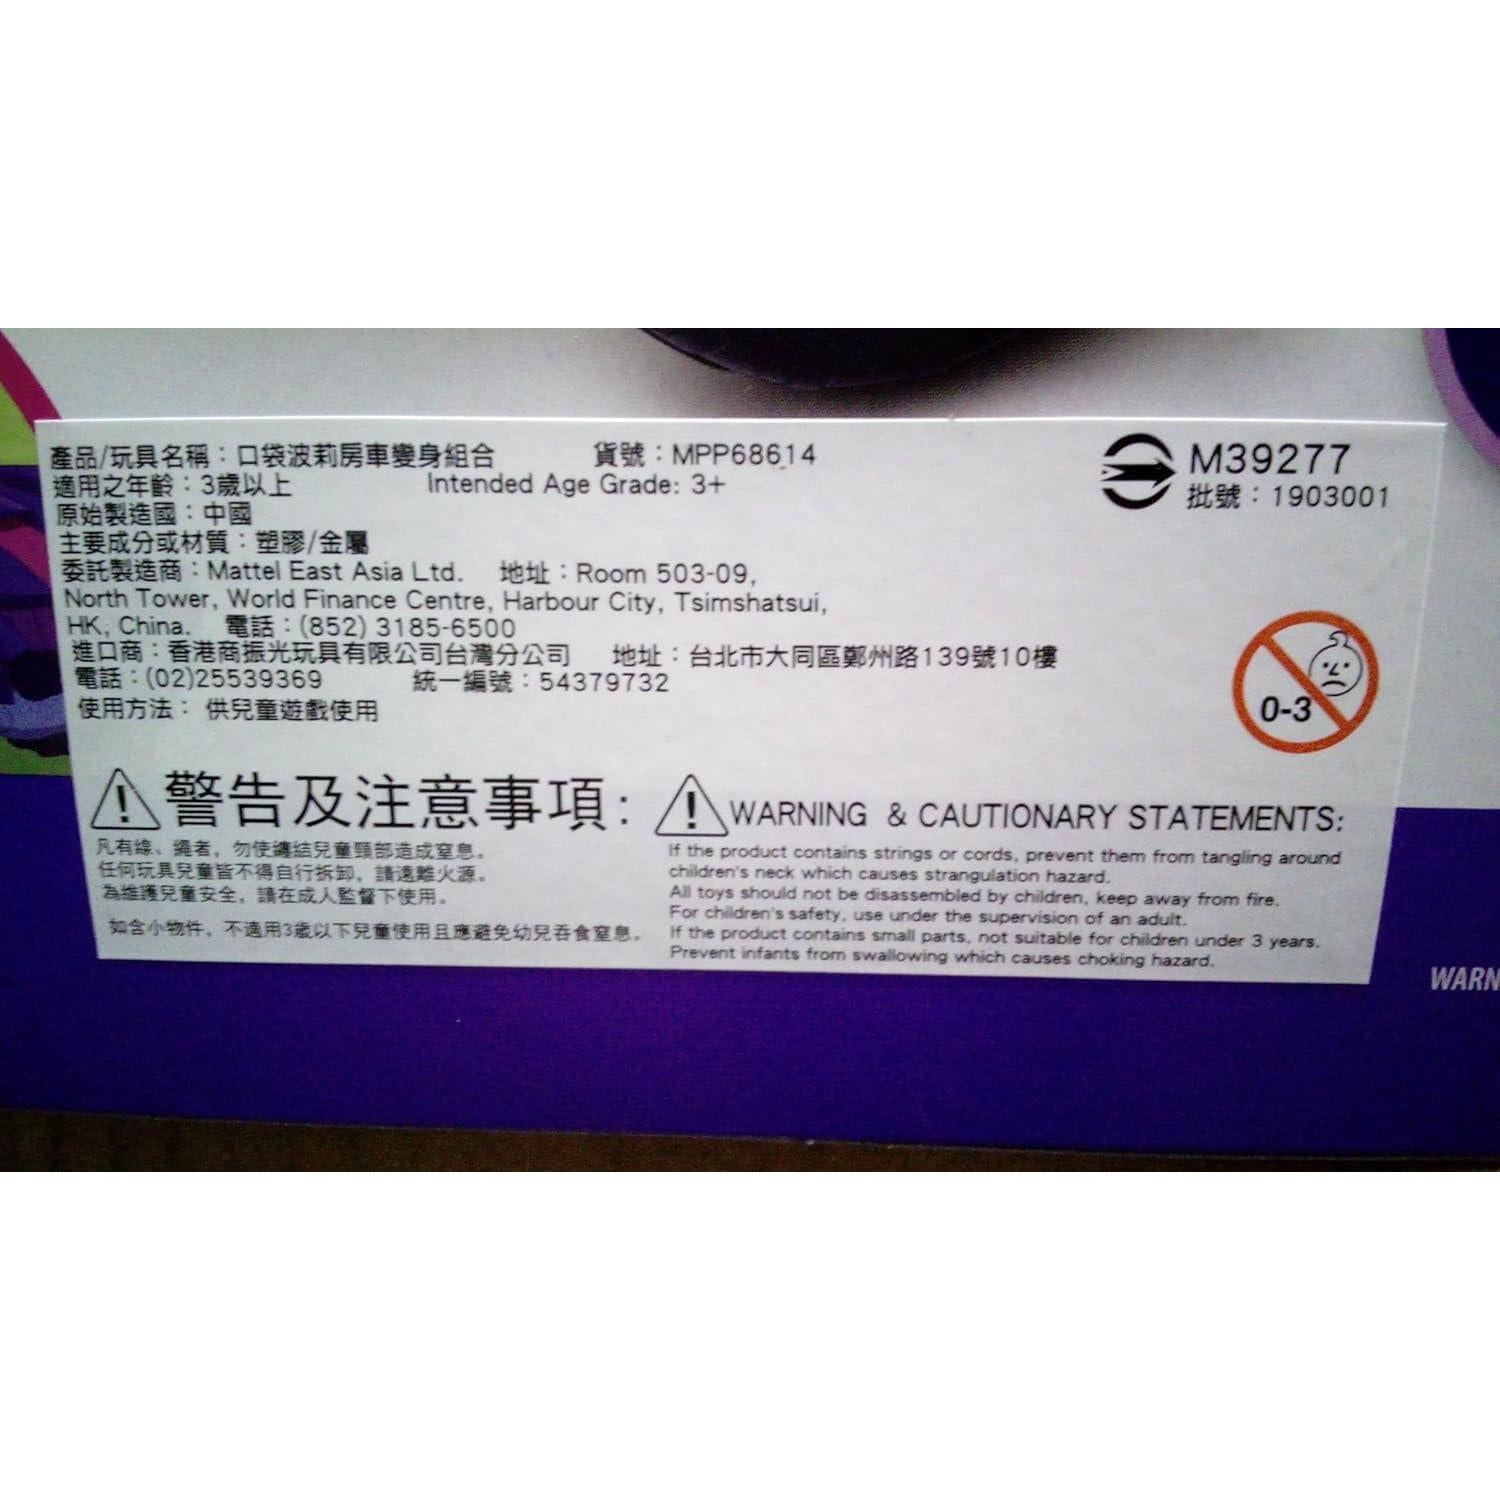 產品/玩具名稱：口袋波莉房車變身組合 貨號：MPP68614
適用之年齡：3歲以上 Intended Age Grade: 3+
原始製造國：中國
主要成分或材質：塑膠/金屬
委託製造商：Mattel East Asia Ltd. 地址：Room 503-09,
North Tower, World Finance Centre, Harbour City, Tsimshatsui,
HK, China. 電話：(852) 3185-6500
進口商：香港商振光玩具有限公司台灣分公司 地址：台北市大同區鄭州路139號10樓
電話：(02)25539369 統一編號：54379732
使用方法： 供兒童遊戲使用
M39277
批號：1903001
0-3
警告及注意事項:
凡有線、繩者，勿使纏結兒童頸部造成窒息。
任何玩具兒童皆不得自行拆卸，請遠離火源。
為維護兒童安全，請在成人監督下使用。
如含小物件，不適用3歲以下兒童使用且應避免幼兒吞食窒息。
WARNING & CAUTIONARY STATEMENTS:
If the product contains strings or cords, prevent them from tangling around
children's neck which causes strangulation hazard.
All toys should not be disassembled by children, keep away from fire.
For children's safety, use under the supervision of an adult.
If the product contains small parts, not suitable for children under 3 years.
Prevent infants from swallowing which causes choking hazard.
WARN